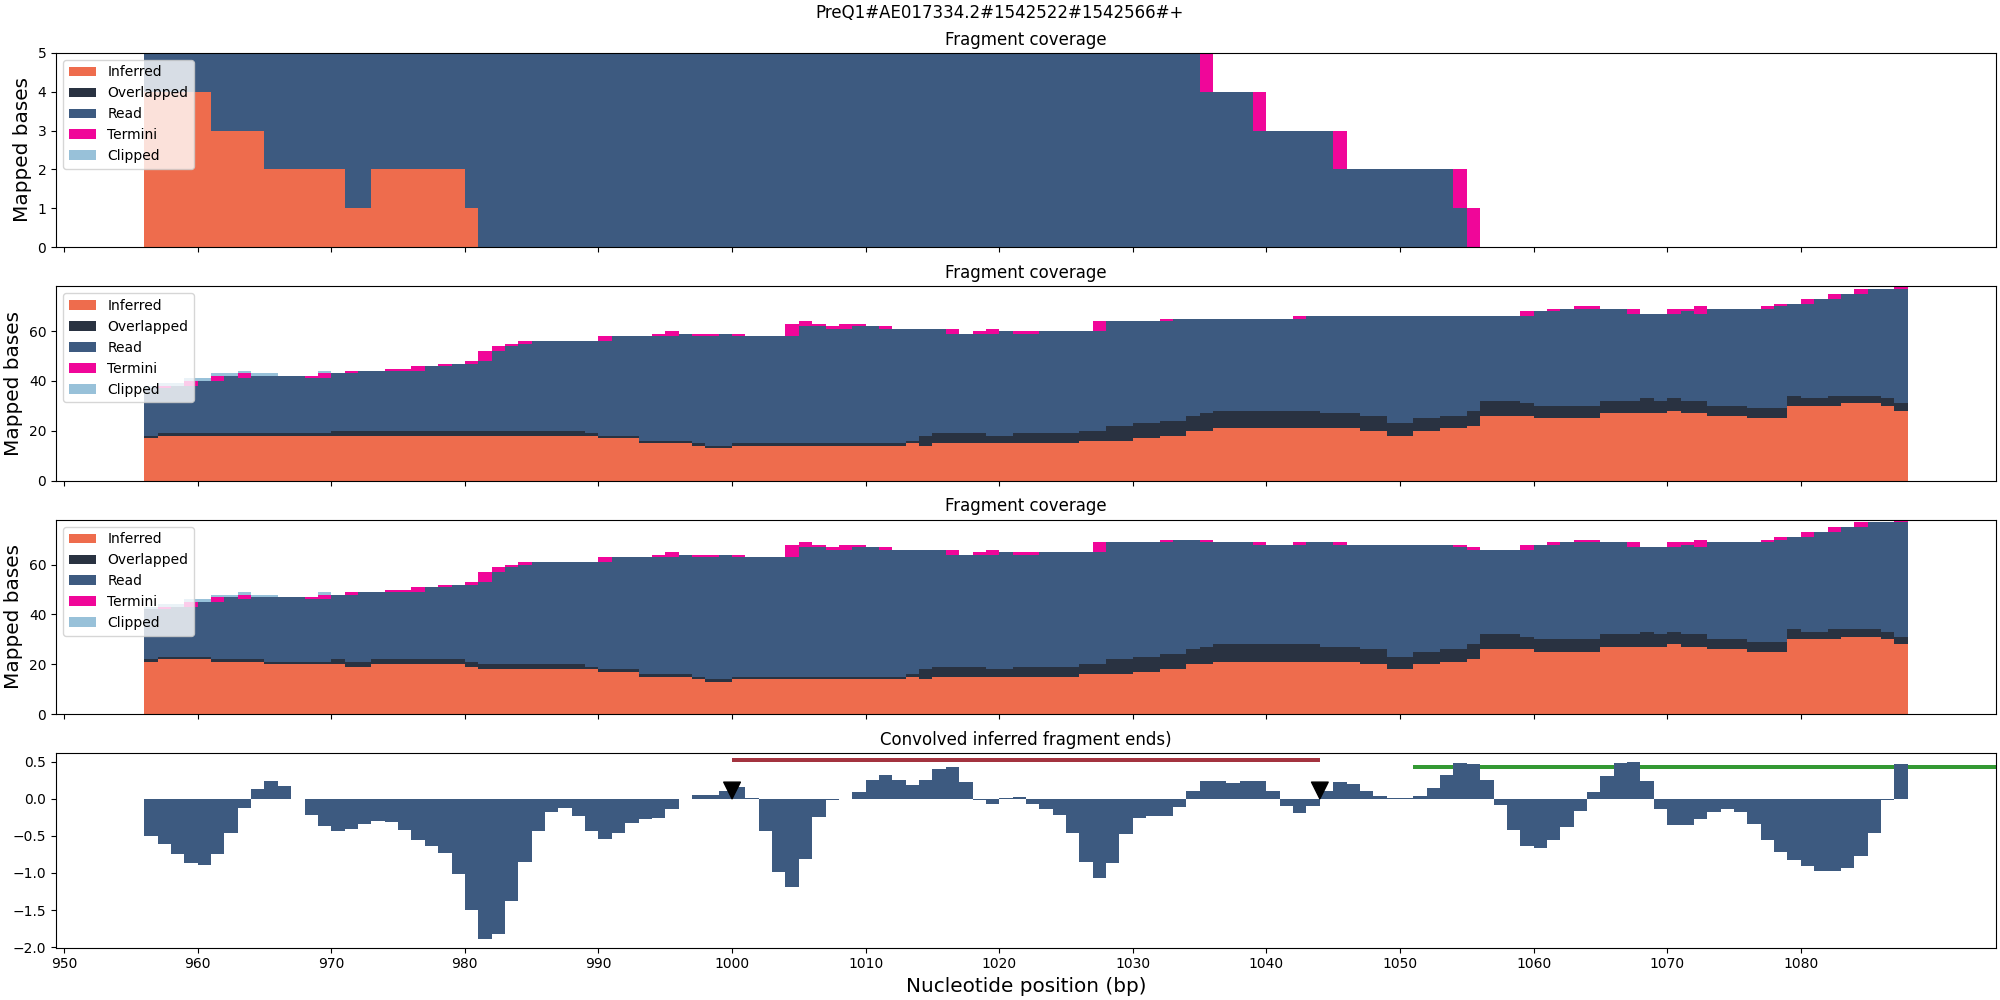 PreQ1#AE017334.2#1542522#1542566#+
Fragment coverage
Mapped bases
5
4
3
2
1
0
Inferred
Overlapped
Read
Termini
Clipped
Fragment coverage
Mapped bases
60
40
20
0
Inferred
Overlapped
Read
Termini
Clipped
Fragment coverage
Mapped bases
60
40
20
0
Inferred
Overlapped
Read
Termini
Clipped
Convolved inferred fragment ends)
0.5
0.0
−0.5
−1.0
−1.5
−2.0
950 960 970 980 990 1000 1010 1020 1030 1040 1050 1060 1070 1080
Nucleotide position (bp)